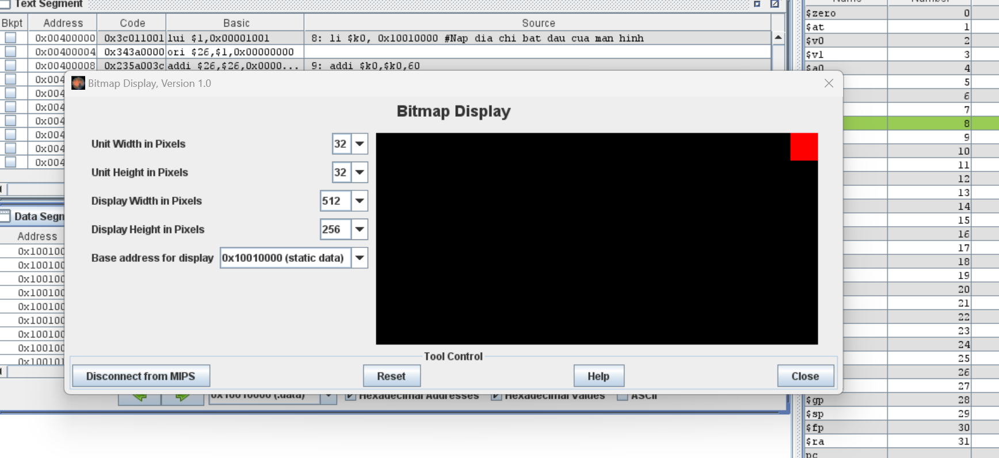 Text Segment
Bkpt Address Code Basic Source
0x00400000 0x3c011001 lui $1,0x00001001 8: li $k0, 0x10010000 #Nap dia chi bat dau cua man hinh
0x00400004 0x343a0000 ori $26,$1,0x00000000
0x00400008 0x235a003c addi $26,$26,0x0000... 9: addi $k0,$k0,60
0x004
0x004
0x004
0x004
0x004
0x004
0x004
Data Segm
Address
0x100100
0x100100
0x100100
0x100100
0x100100
0x100100
0x100100
0x100100
0x100101
Bitmap Display, Version 1.0
Bitmap Display
Unit Width in Pixels 32
Unit Height in Pixels 32
Display Width in Pixels 512
Display Height in Pixels 256
Base address for display 0x10010000 (static data)
Tool Control
Disconnect from MIPS Reset Help Close
0x10010000 (.data) Hexadecimal Addresses Hexadecimal Values ASCII
Name Number
$zero 0
$at 1
$v0 2
$v1 3
$a0 4
5
6
7
8
9
10
11
12
13
14
15
16
17
18
19
20
21
22
23
24
25
26
27
$gp 28
$sp 29
$fp 30
$ra 31
pc